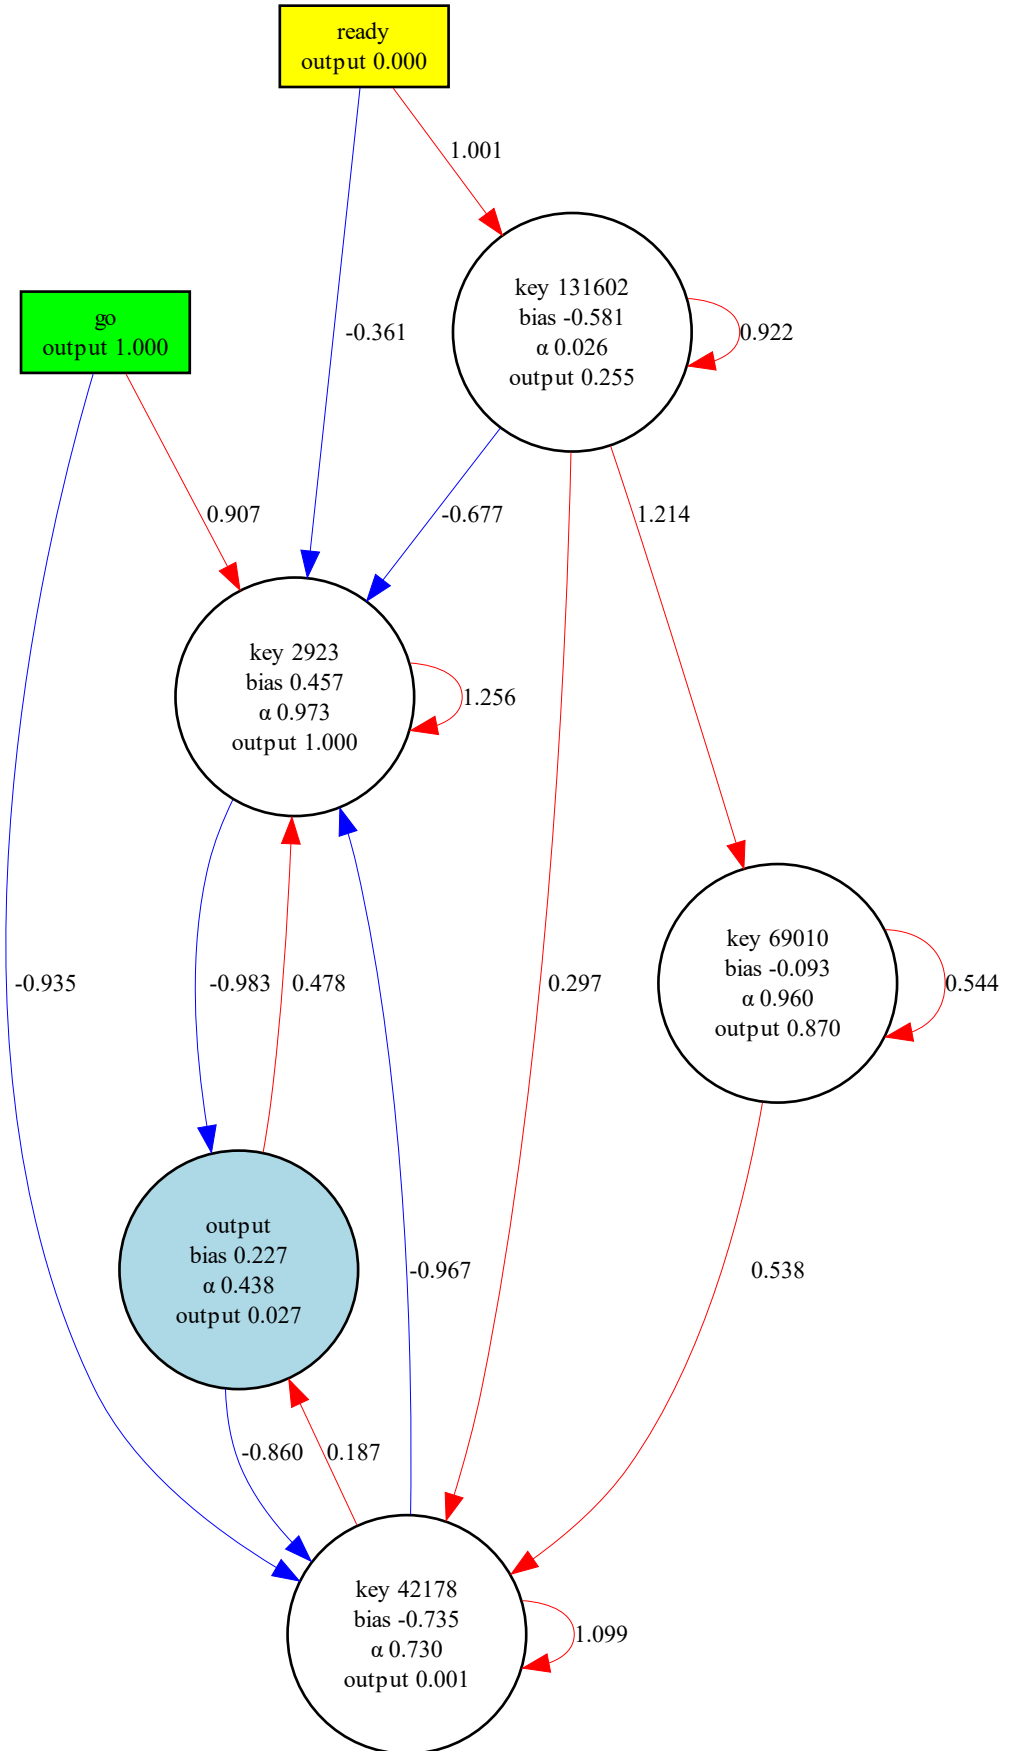 ready
output 0.000
1.001
key 131602
bias -0.581
α 0.026
output 0.255
0.922
go
output 1.000
-0.361
0.907
-0.677
1.214
key 2923
bias 0.457
α 0.973
output 1.000
1.256
key 69010
bias -0.093
α 0.960
output 0.870
0.544
-0.935
-0.983
0.478
0.297
output
bias 0.227
α 0.438
output 0.027
-0.967
0.538
-0.860
0.187
key 42178
bias -0.735
α 0.730
output 0.001
1.099